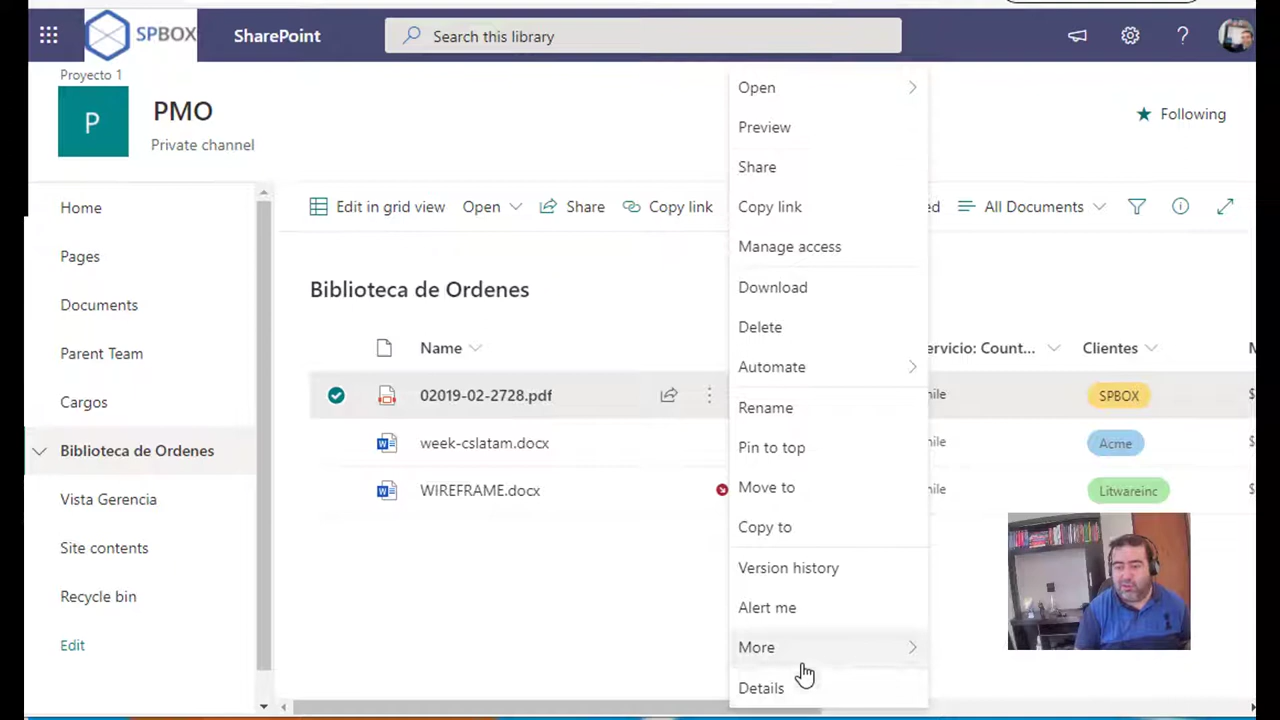 SPBOX
SharePoint
Search this library
?
Proyecto 1
P
PMO
Private channel
Following
Home
Pages
Documents
Parent Team
Cargos
Biblioteca de Ordenes
Vista Gerencia
Site contents
Recycle bin
Edit
Edit in grid view
Open
Share
Copy link
All Documents
Biblioteca de Ordenes
Name
Clientes
02019-02-2728.pdf
SPBOX
week-cslatam.docx
Acme
WIREFRAME.docx
Litwareinc
Open
Preview
Share
Copy link
Manage access
Download
Delete
Automate
Rename
Pin to top
Move to
Copy to
Version history
Alert me
More
Details